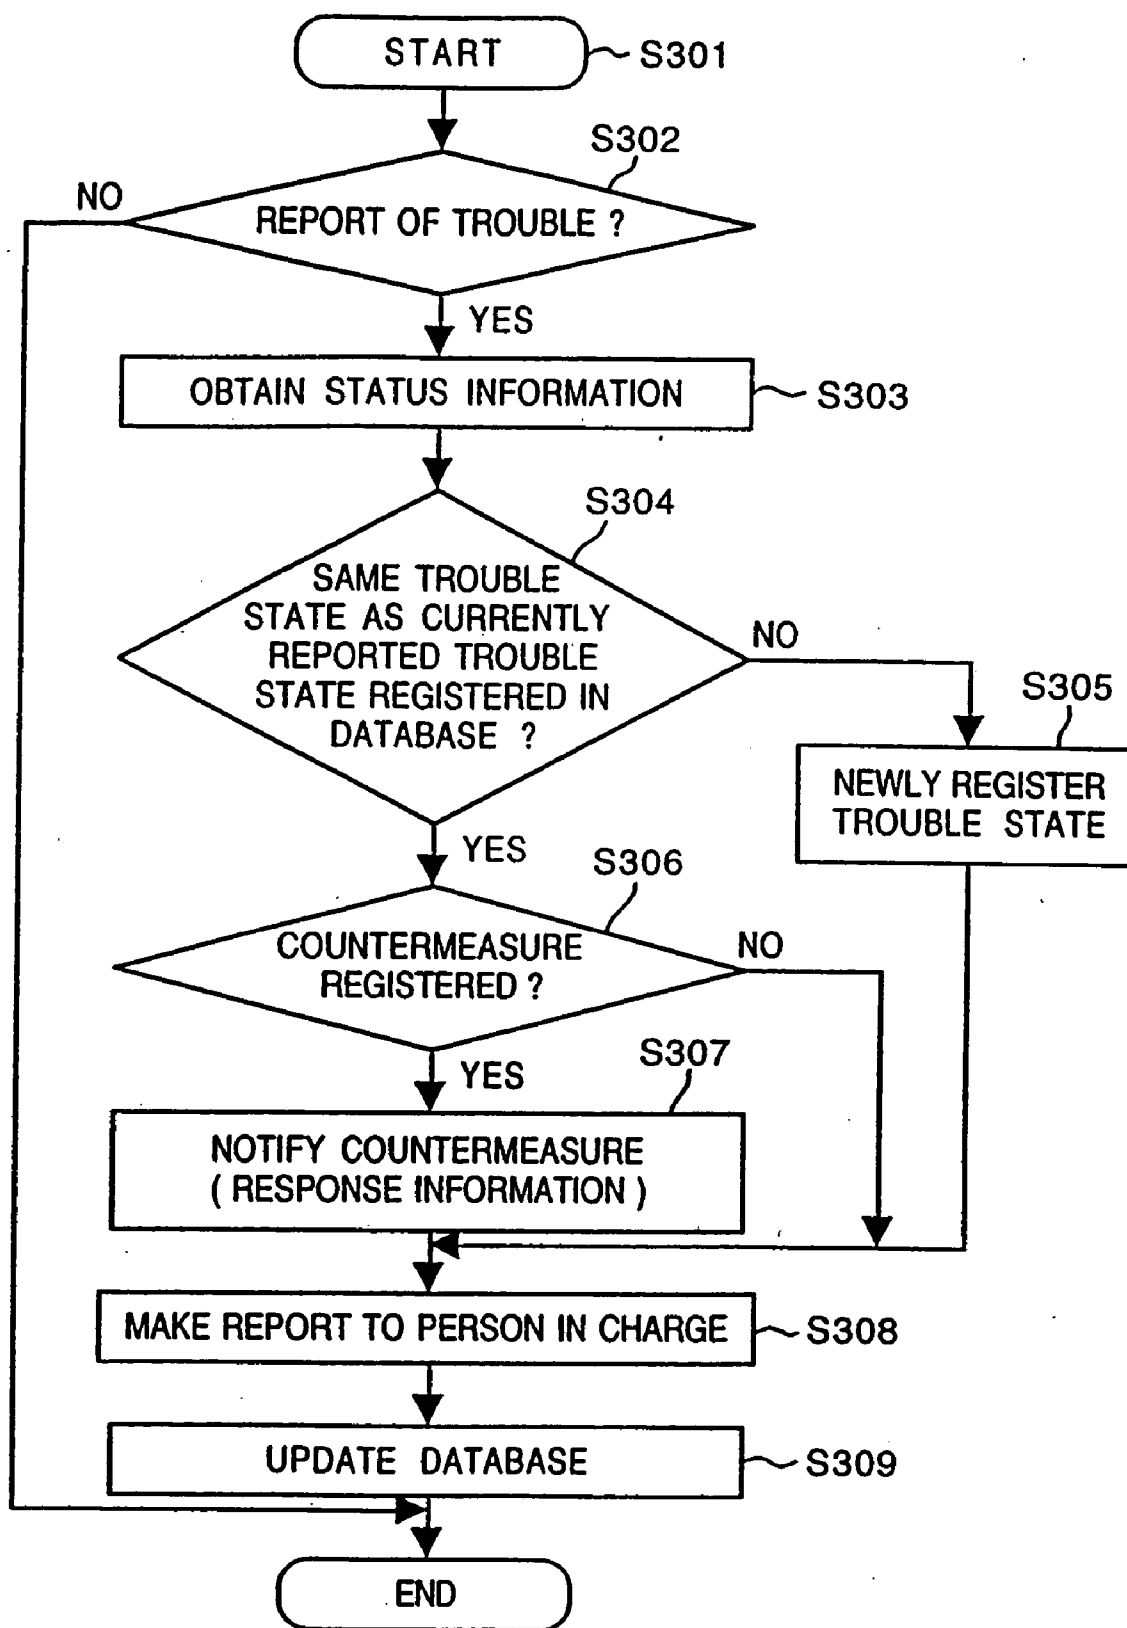 START
S301
S302
NO
REPORT OF TROUBLE ?
YES
OBTAIN STATUS INFORMATION
S303
S304
SAME TROUBLE
STATE AS CURRENTLY
REPORTED TROUBLE
STATE REGISTERED IN
DATABASE ?
NO
S305
NEWLY REGISTER
TROUBLE STATE
YES
S306
COUNTERMEASURE
REGISTERED ?
NO
YES
S307
NOTIFY COUNTERMEASURE
( RESPONSE INFORMATION )
MAKE REPORT TO PERSON IN CHARGE
S308
UPDATE DATABASE
S309
END